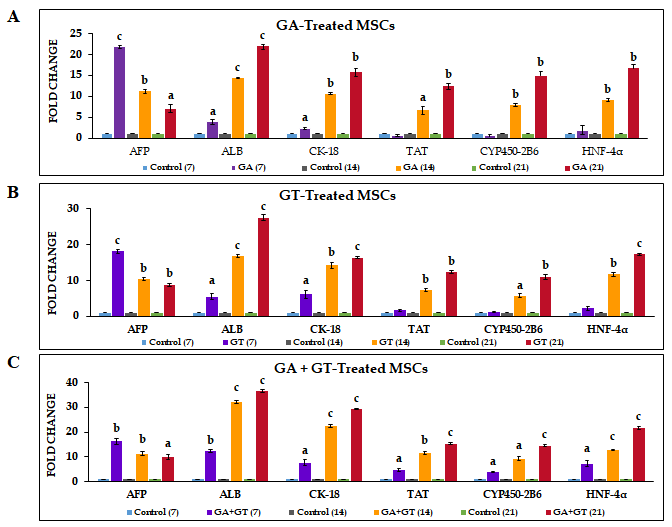 A
GA-Treated MSCs
FOLD CHANGE
25
20
15
10
5
0
c b a
a b c
a b c
a b
b b
b b
AFP ALB CK-18 TAT CYP450-2B6 HNF-4α
Control (7) GA (7) Control (14) GA (14) Control (21) GA (21)
B
GT-Treated MSCs
FOLD CHANGE
30
20
10
0
c b b
a c c
a b c
b b
a b
b c
AFP ALB CK-18 TAT CYP450-2B6 HNF-4α
Control (7) GT (7) Control (14) GT (14) Control (21) GT (21)
C
GA + GT-Treated MSCs
FOLD CHANGE
40
30
20
10
0
b b a
b c c
a c c
a b c
a a c
a c c
AFP ALB CK-18 TAT CYP450-2B6 HNF-4α
Control (7) GA+GT (7) Control (14) GA+GT (14) Control (21) GA+GT (21)